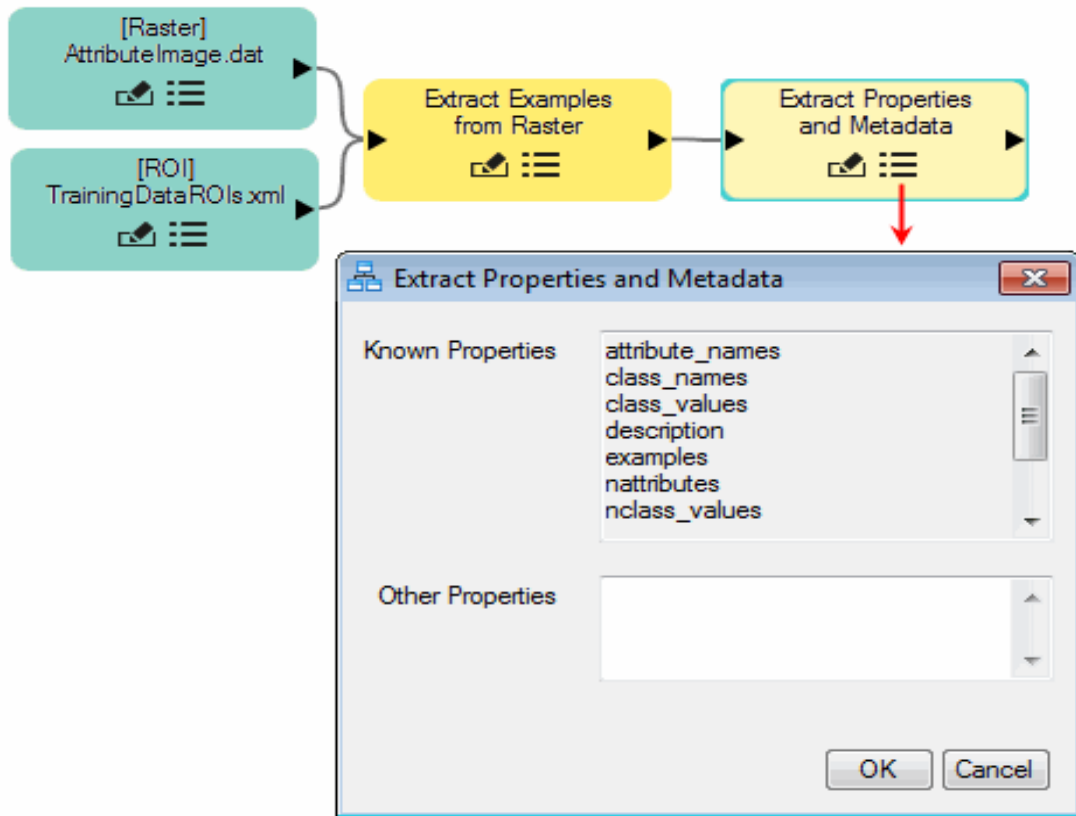 [Raster]
AttributeImage.dat
[ROI]
TrainingDataROIs.xml
Extract Examples
from Raster
Extract Properties
and Metadata
Extract Properties and Metadata
Known Properties
attribute_names
class_names
class_values
description
examples
nattributes
nclass_values
Other Properties
OK
Cancel